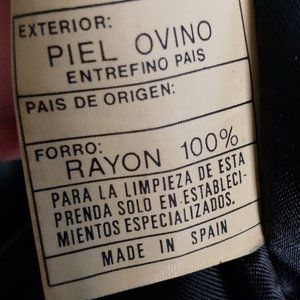 EXTERIOR:
PIEL OVINO
ENTREFINO PAIS
PAIS DE ORIGEN:
FORRO:
RAYON 100%
PARA LA LIMPIEZA DE ESTA
PRENDA SOLO EN ESTABLECI-
MIENTOS ESPECIALIZADOS.
MADE IN SPAIN